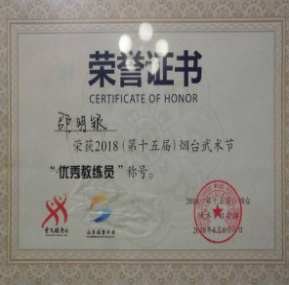 荣誉证书
CERTIFICATE OF HONOR
邵明银
荣获2018(第十五届)烟台武术节
“优秀教练员”称号。